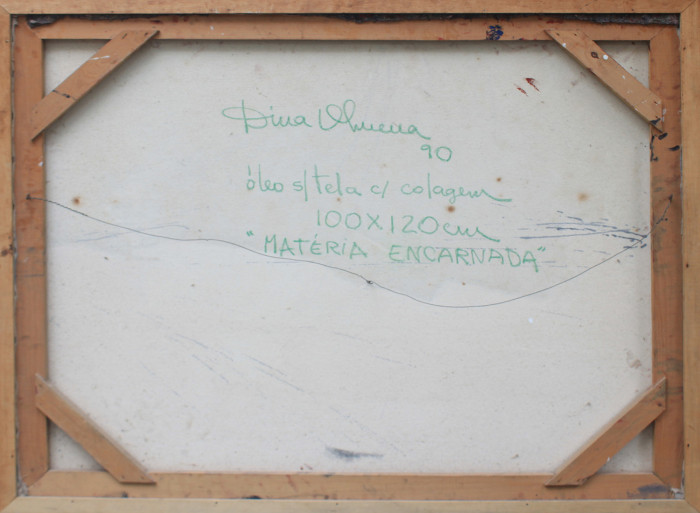 Dina Oliveira
90
óleo s/tela c/ colagem
100X120cm
"MATÉRIA ENCARNADA"